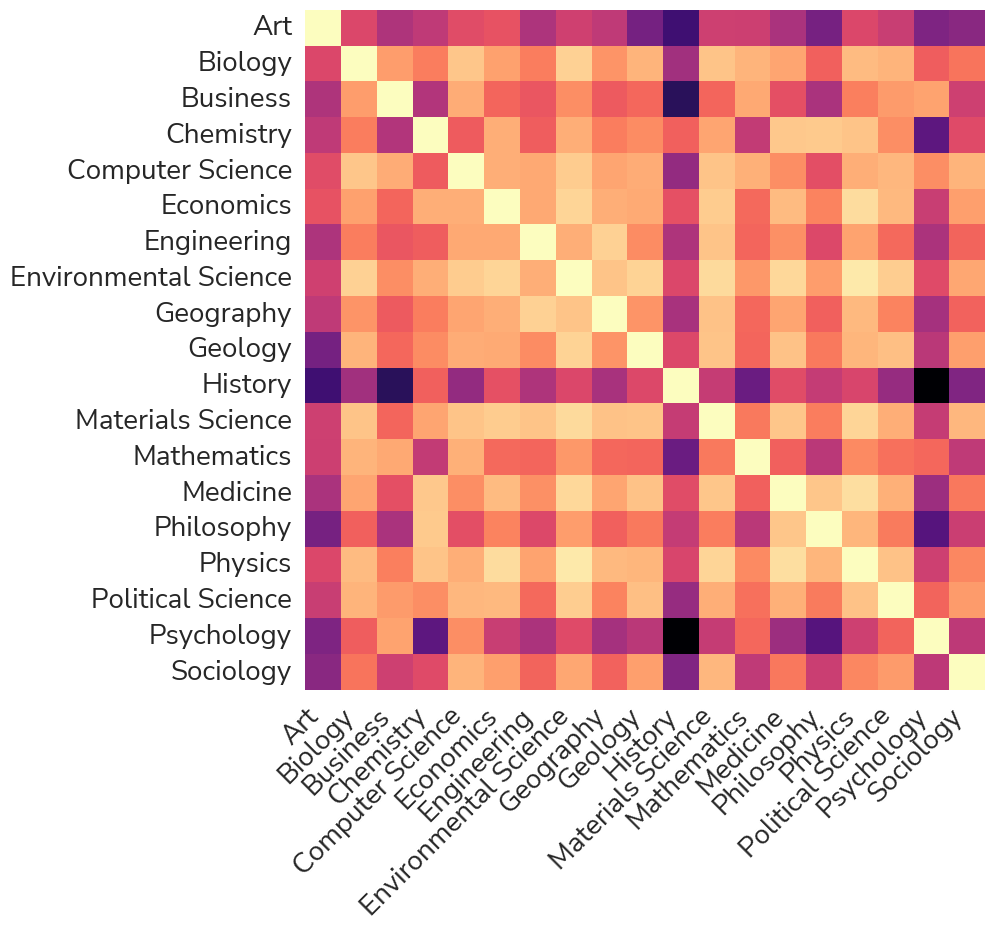 Art
Biology
Business
Chemistry
Computer Science
Economics
Engineering
Environmental Science
Geography
Geology
History
Materials Science
Mathematics
Medicine
Philosophy
Physics
Political Science
Psychology
Sociology
Art
Biology
Business
Chemistry
Computer Science
Economics
Engineering
Environmental Science
Geography
Geology
History
Materials Science
Mathematics
Medicine
Philosophy
Physics
Political Science
Psychology
Sociology